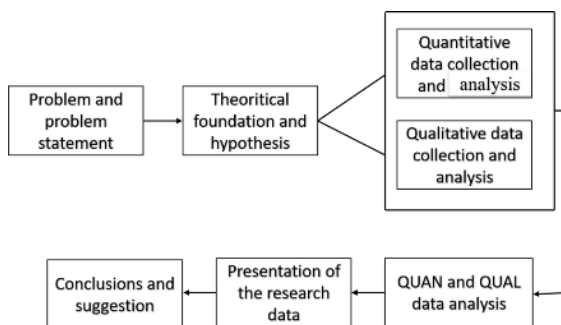 Problem and
problem
statement
Theoritical
foundation and
hypothesis
Quantitative
data collection
and analysis
Qualitative data
collection and
analysis
QUAN and QUAL
data analysis
Presentation of
the research
data
Conclusions and
suggestion